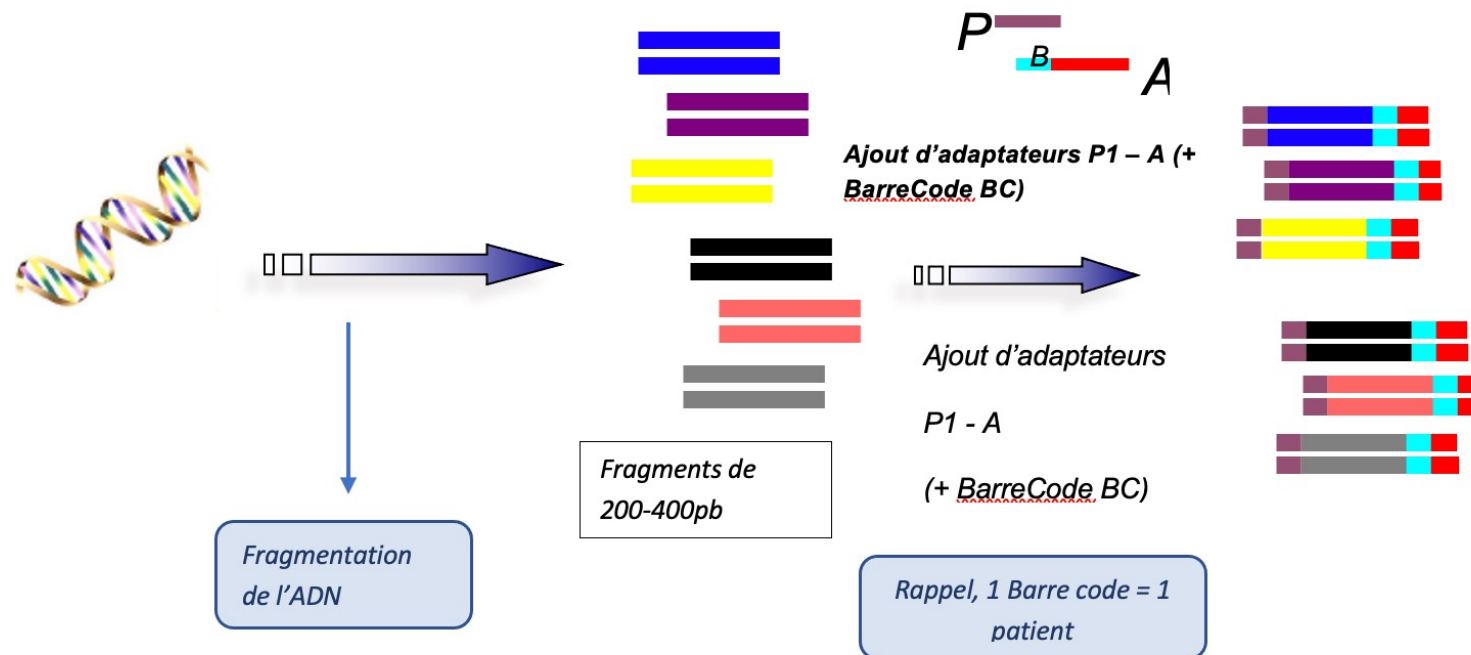 P
B
A
Ajout d'adaptateurs P1 – A (+
BarreCode BC)
Ajout d'adaptateurs
P1 - A
(+ BarreCode BC)
Fragments de
200-400pb
Fragmentation
de l'ADN
Rappel, 1 Barre code = 1
patient